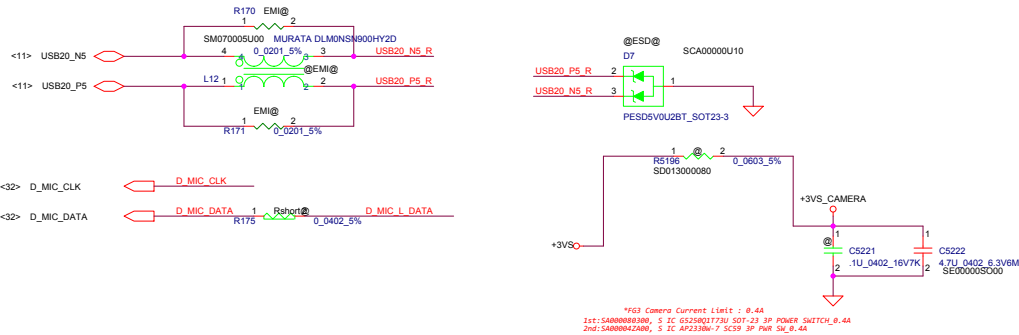 R170 EMI@
1 2
SM070005U00 MURATA DLM0NSN900HY2D
<11> USB20_N5 4 0_0201_5% 3 USB20_N5_R
@EMI@
<11> USB20_P5 L12 1 2 USB20_P5_R
EMI@
1 2
R171 0_0201_5%
<32> D_MIC_CLK D_MIC_CLK
<32> D_MIC_DATA D_MIC_DATA 1 Rshort@ 2 D_MIC_L_DATA
R175 0_0402_5%
@ESD@
D7 SCA00000U10
USB20_P5_R 2
1
USB20_N5_R 3
PESD5V0U2BT_SOT23-3
1 @ 2
R5196 0_0603_5%
SD013000080
+3VS_CAMERA
+3VS
1 1
@ C5221 C5222
.1U_0402_16V7K 4.7U_0402_6.3V6M
2 2 SE00000SO00
*FG3 Camera Current Limit : 0.4A
1st:SA000080300, S IC G5250Q1T73U SOT-23 3P POWER SWITCH_0.4A
2nd:SA00004ZA00, S IC AP2330W-7 SC59 3P PWR SW_0.4A